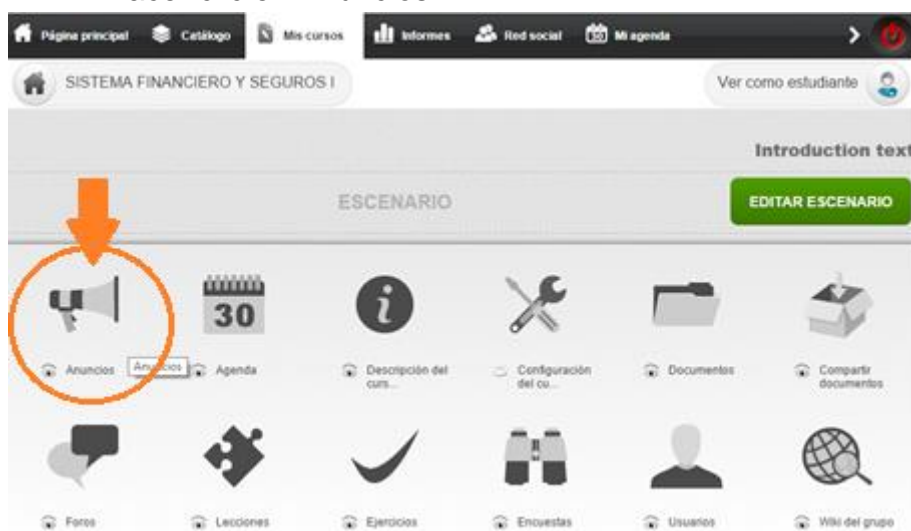 Página principal Catálogo Mis cursos Informes Red social Mi agenda
SISTEMA FINANCIERO Y SEGUROS I Ver como estudiante
Introduction text
ESCENARIO EDITAR ESCENARIO
30
Anuncios Anuncios Agenda Descripción del curs... Configuración del cu... Documentos Compartir documentos
Foros Lecciones Ejercicios Encuestas Usuarios Wiki del grupo